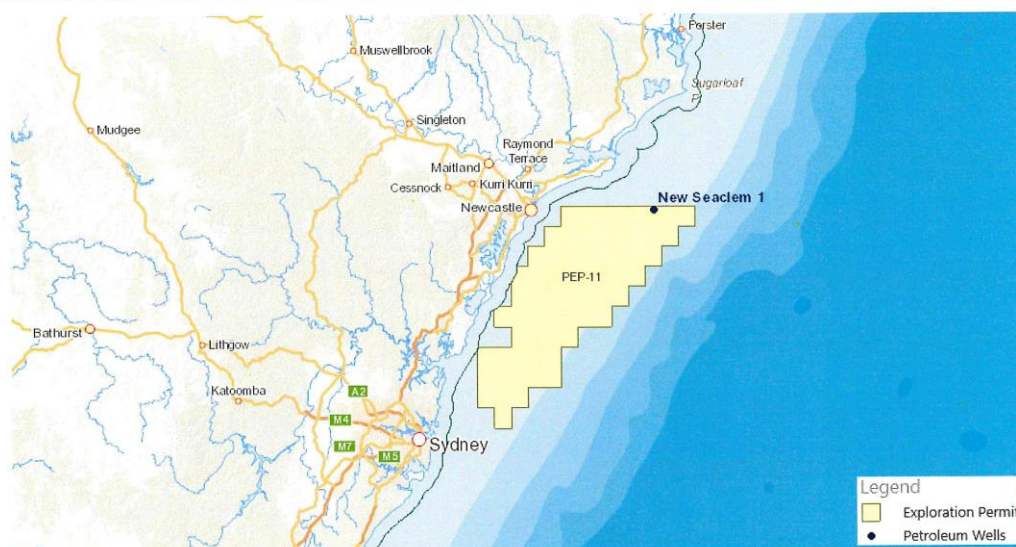 Forster
Muswellbrook
Sugarloaf
P
Mudgee
Singleton
Raymond
Terrace
Maitland
Cessnock
Kurri Kurri
Newcastle
New Seaclem 1
PEP-11
Bathurst
Lithgow
Katoomba
A2
M4
Sydney
M7
M5
Legend
Exploration Permit
Petroleum Wells